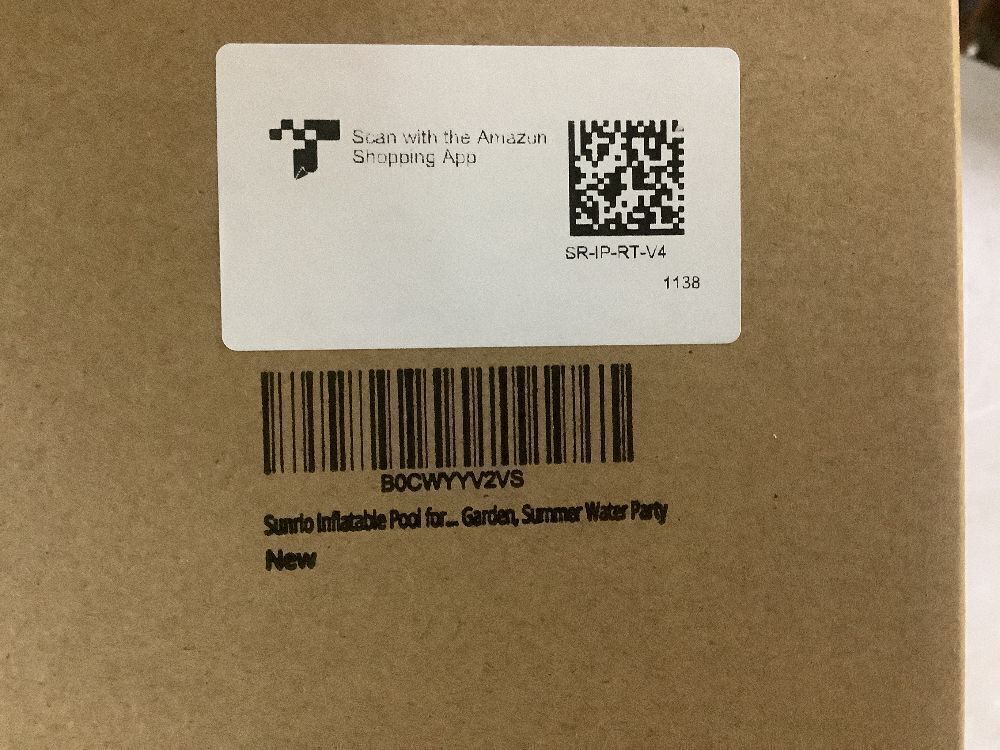 Scan with the Amazon
Shopping App
SR-IP-RT-V4
1138
B0CWYYV2VS
Sunrio Inflatable Pool for... Garden, Summer Water Party
New